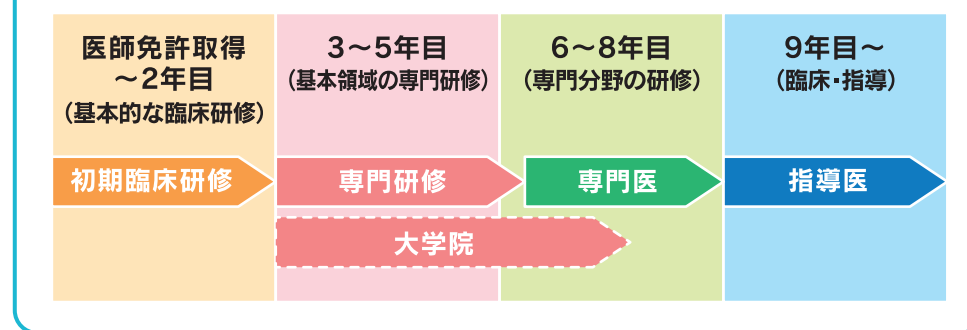 医師免許取得
～2年目
（基本的な臨床研修）
3～5年目
（基本領域の専門研修）
6～8年目
（専門分野の研修）
9年目～
（臨床・指導）
初期臨床研修
専門研修
専門医
指導医
大学院